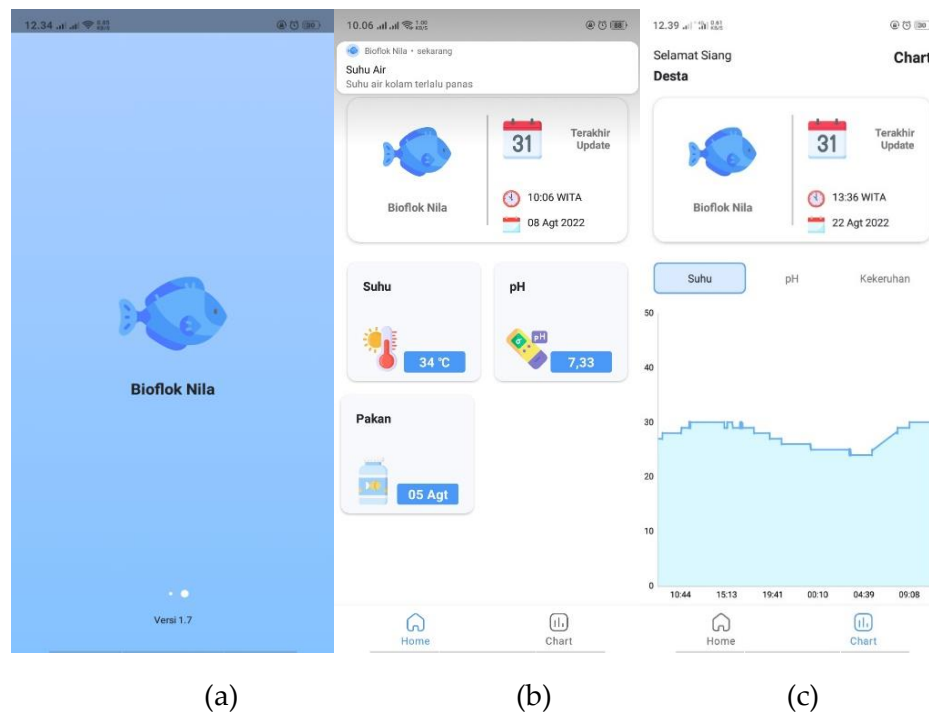 12.34
Bioflok Nila
Versi 1.7
(a)
10.06
Bioflok Nila • sekarang
Suhu Air
Suhu air kolam terlalu panas
Bioflok Nila
31
Terakhir
Update
10:06 WITA
08 Agt 2022
Suhu
34 °C
pH
pH
7,33
Pakan
05 Agt
Home
Chart
(b)
12.39
Selamat Siang
Desta
Chart
Bioflok Nila
31
Terakhir
Update
13:36 WITA
22 Agt 2022
Suhu pH Kekeruhan
50
40
30
20
10
0
10:44 15:13 19:41 00:10 04:39 09:08
Home
Chart
(c)